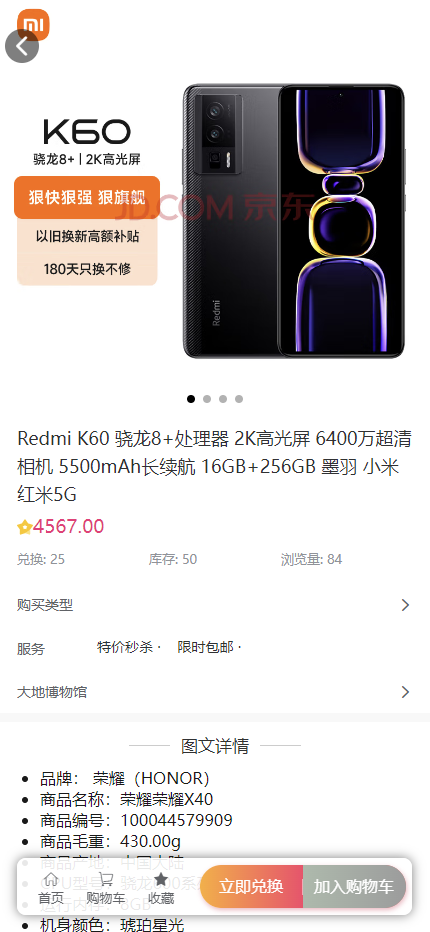 K60
骁龙8+ | 2K高光屏
狠快狠强 狠旗舰
以旧换新高额补贴
180天只换不修
JD.COM 京东
Redmi
Redmi K60 骁龙8+处理器 2K高光屏 6400万超清
相机 5500mAh长续航 16GB+256GB 墨羽 小米
红米5G
4567.00
兑换: 25 库存: 50 浏览量: 84
购买类型
服务 特价秒杀 · 限时包邮 ·
大地博物馆
图文详情
品牌： 荣耀（HONOR）
商品名称：荣耀荣耀X40
商品编号：100044579909
商品毛重：430.00g
商品产地：中国大陆
首页 购物车 收藏 立即兑换 加入购物车
机身颜色：琥珀星光